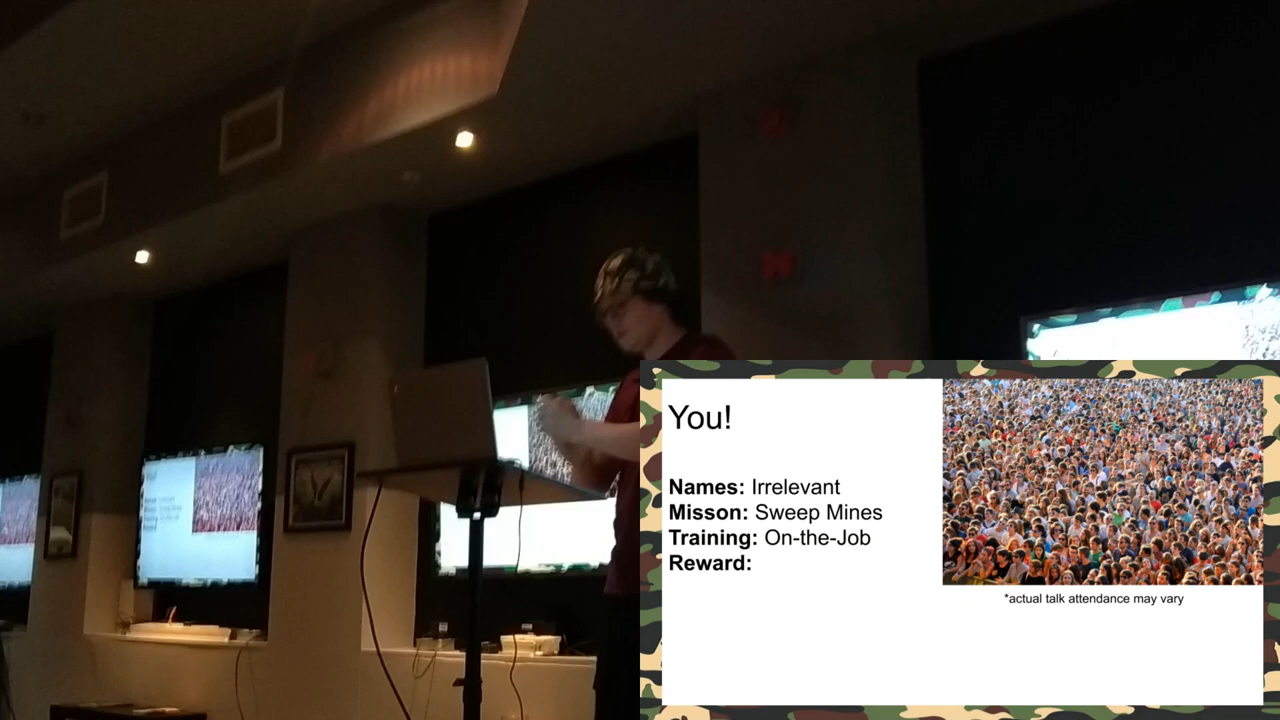 You!
Names: Irrelevant
Misson: Sweep Mines
Training: On-the-Job
Reward:
*actual talk attendance may vary